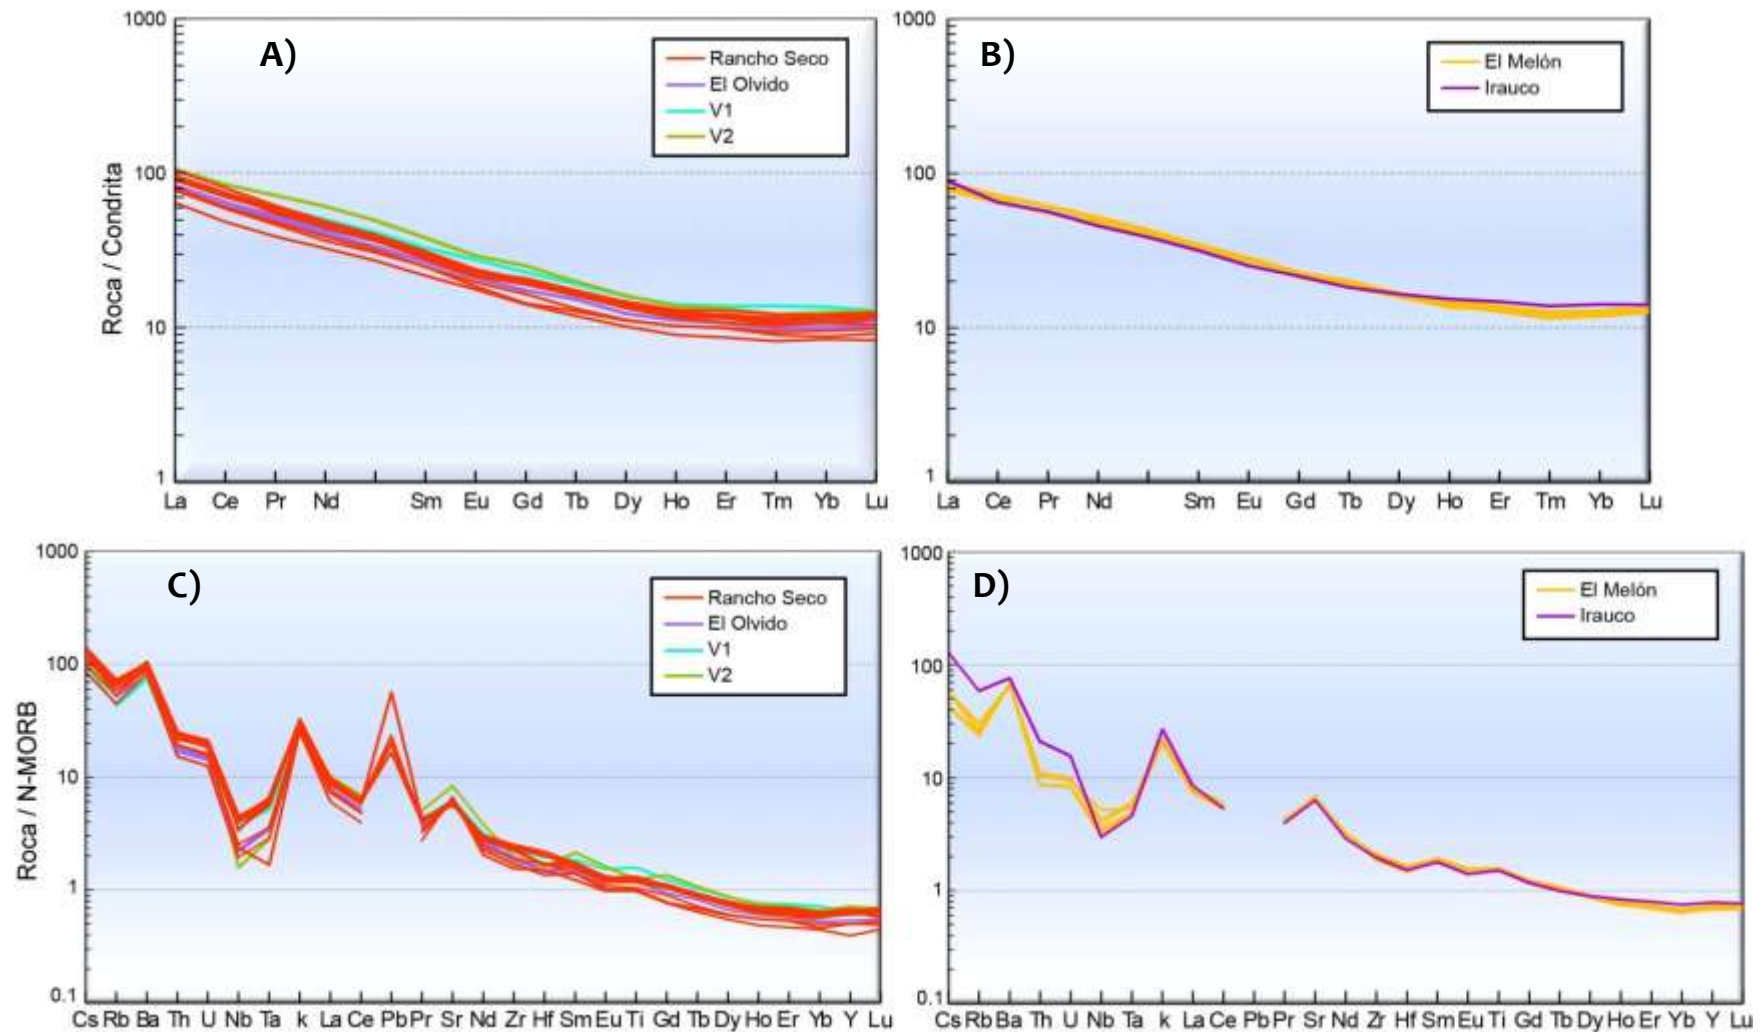 A)
1000
100
10
1
Roca / Condrita
Rancho Seco
El Olvido
V1
V2
La Ce Pr Nd Sm Eu Gd Tb Dy Ho Er Tm Yb Lu
B)
1000
100
10
1
El Melón
Irauco
La Ce Pr Nd Sm Eu Gd Tb Dy Ho Er Tm Yb Lu
C)
1000
100
10
1
0.1
Roca / N-MORB
Rancho Seco
El Olvido
V1
V2
Cs Rb Ba Th U Nb Ta k La Ce Pb Pr Sr Nd Zr Hf Sm Eu Ti Gd Tb Dy Ho Er Yb Y Lu
D)
1000
100
10
1
0.1
El Melón
Irauco
Cs Rb Ba Th U Nb Ta K La Ce Pb Pr Sr Nd Zr Hf Sm Eu Ti Gd Tb Dy Ho Er Yb Y Lu